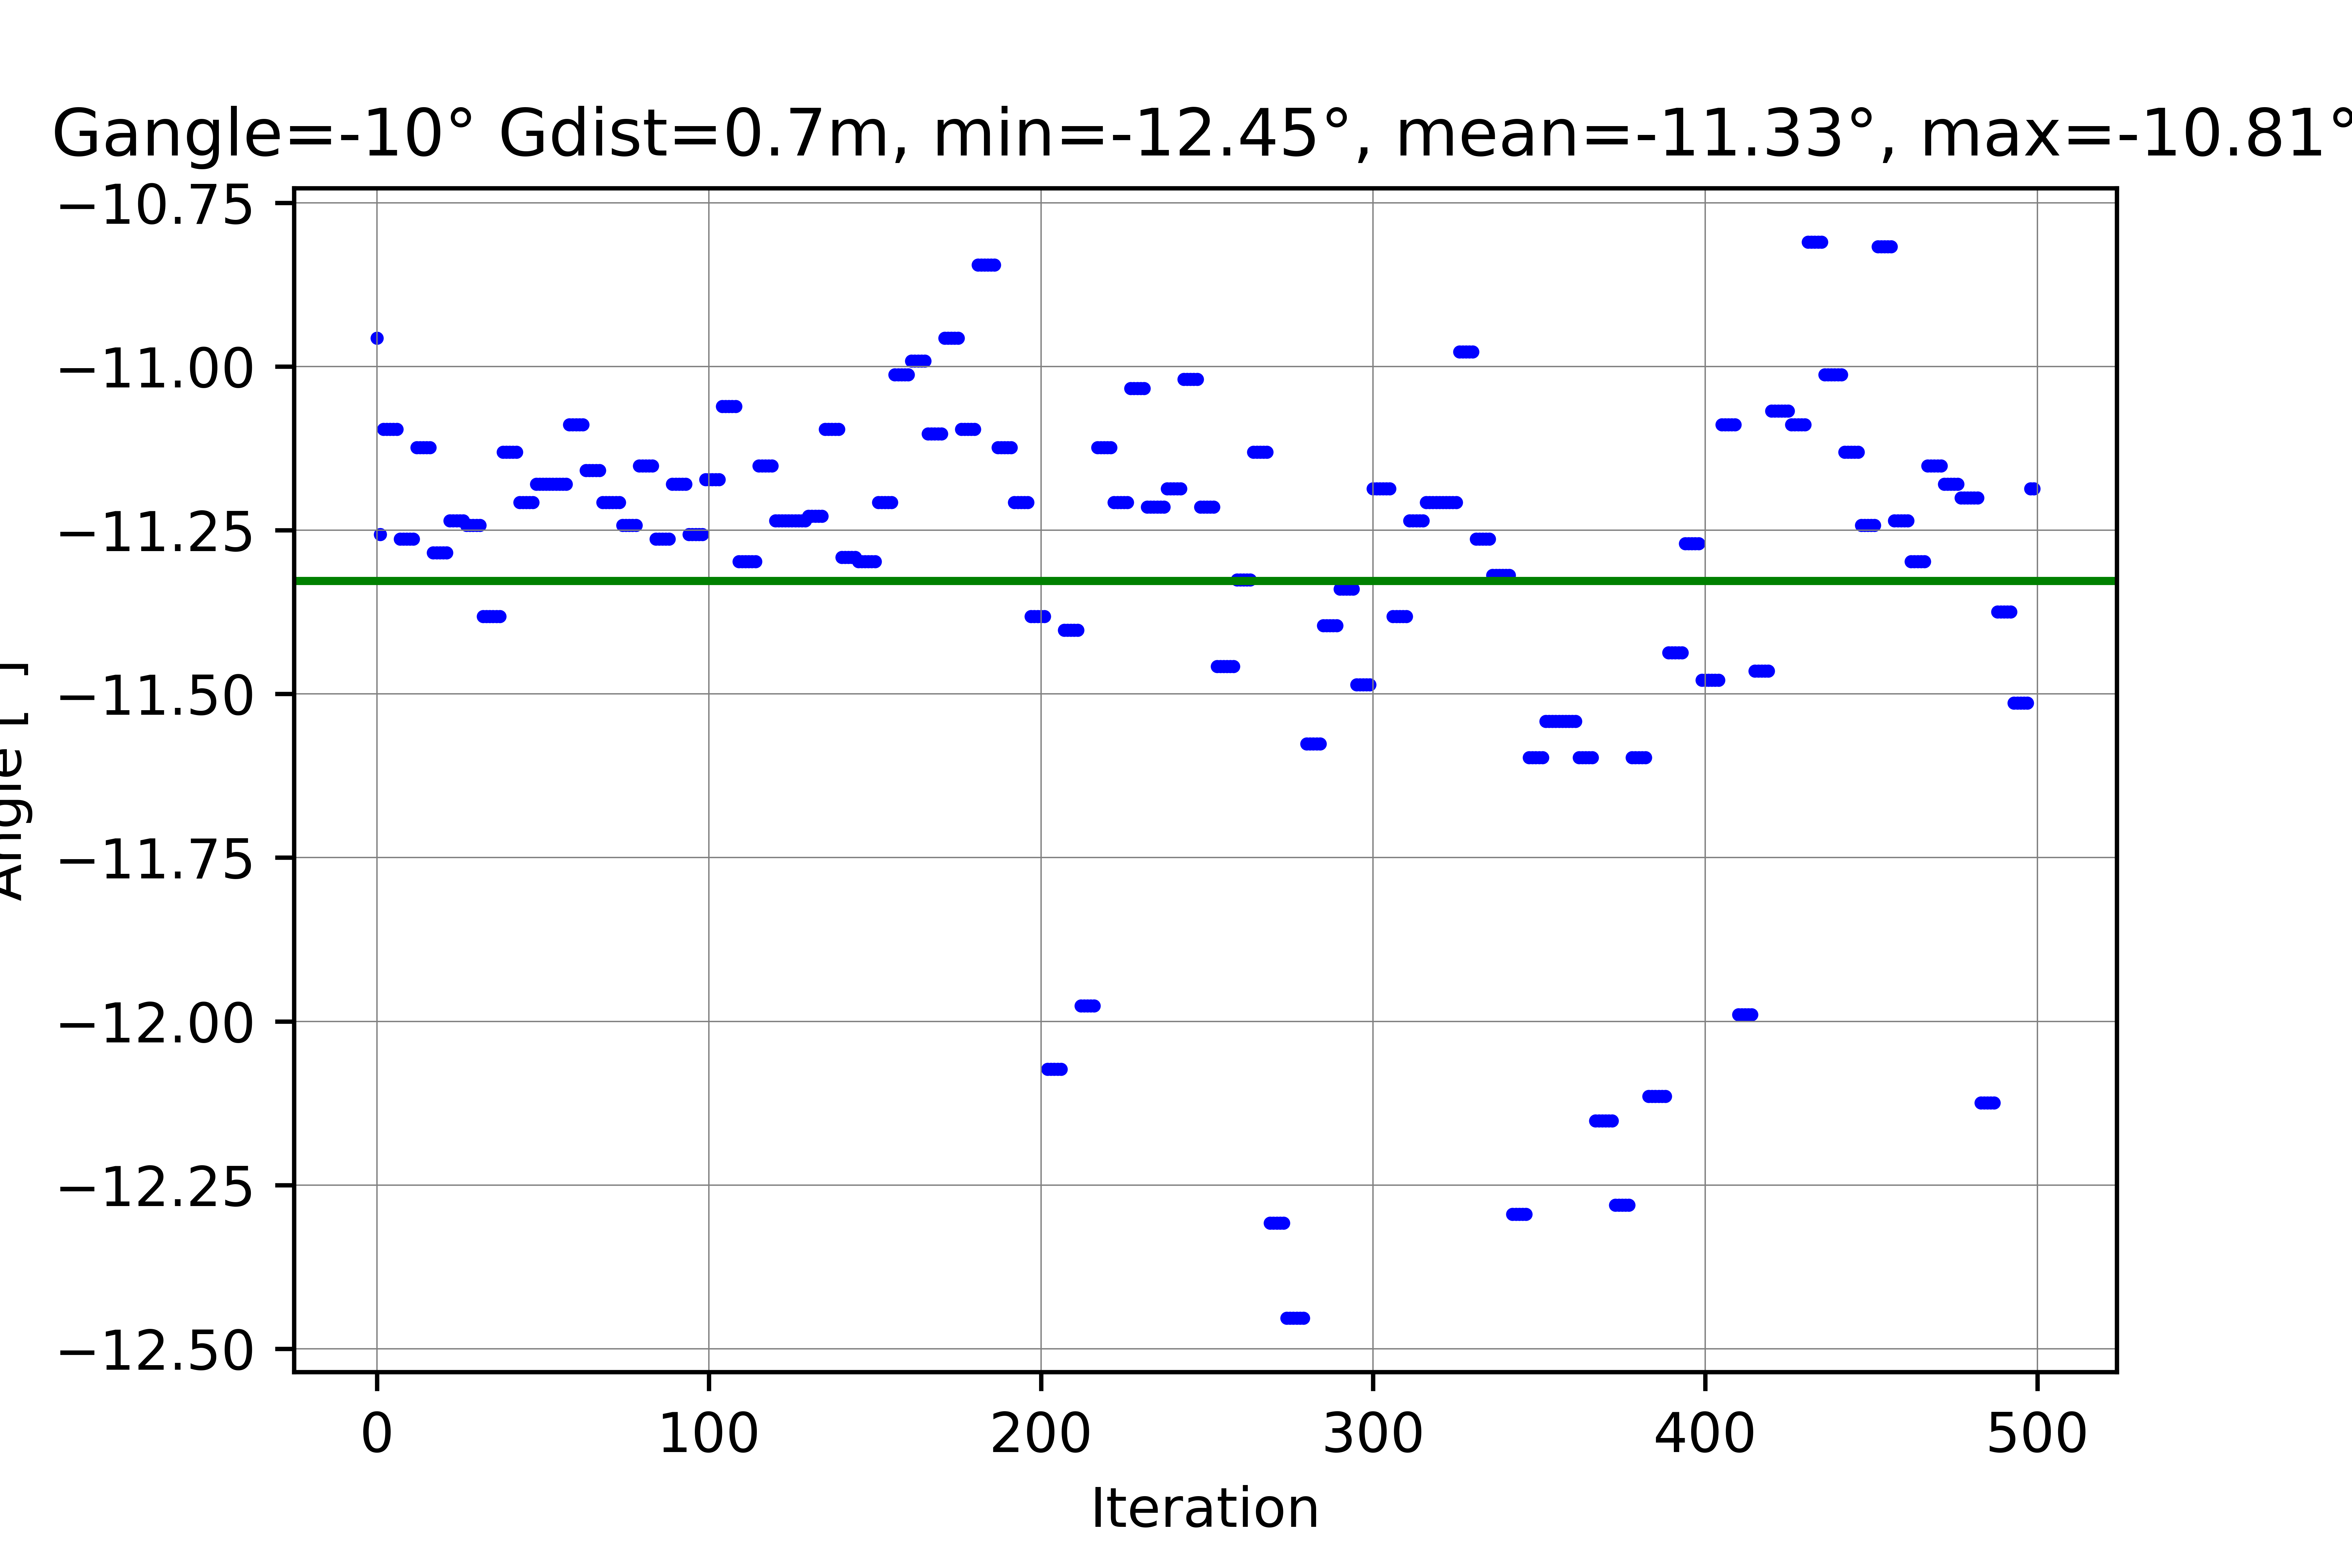 Gangle=-10° Gdist=0.7m, min=-12.45°, mean=-11.33°, max=-10.81°
−10.75
−11.00
−11.25
−11.50
−11.75
−12.00
−12.25
−12.50
Angle [ ]
0 100 200 300 400 500
Iteration